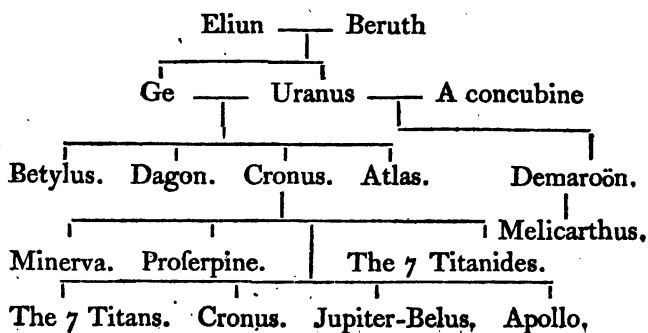 Eliun Beruth
Ge Uranus A concubine
Betylus. Dagon. Cronus. Atlas. Demaroön.
Melicarthus.
Minerva. Proſerpine. The 7 Titanides.
The 7 Titans. Cronus. Jupiter-Belus, Apollo,